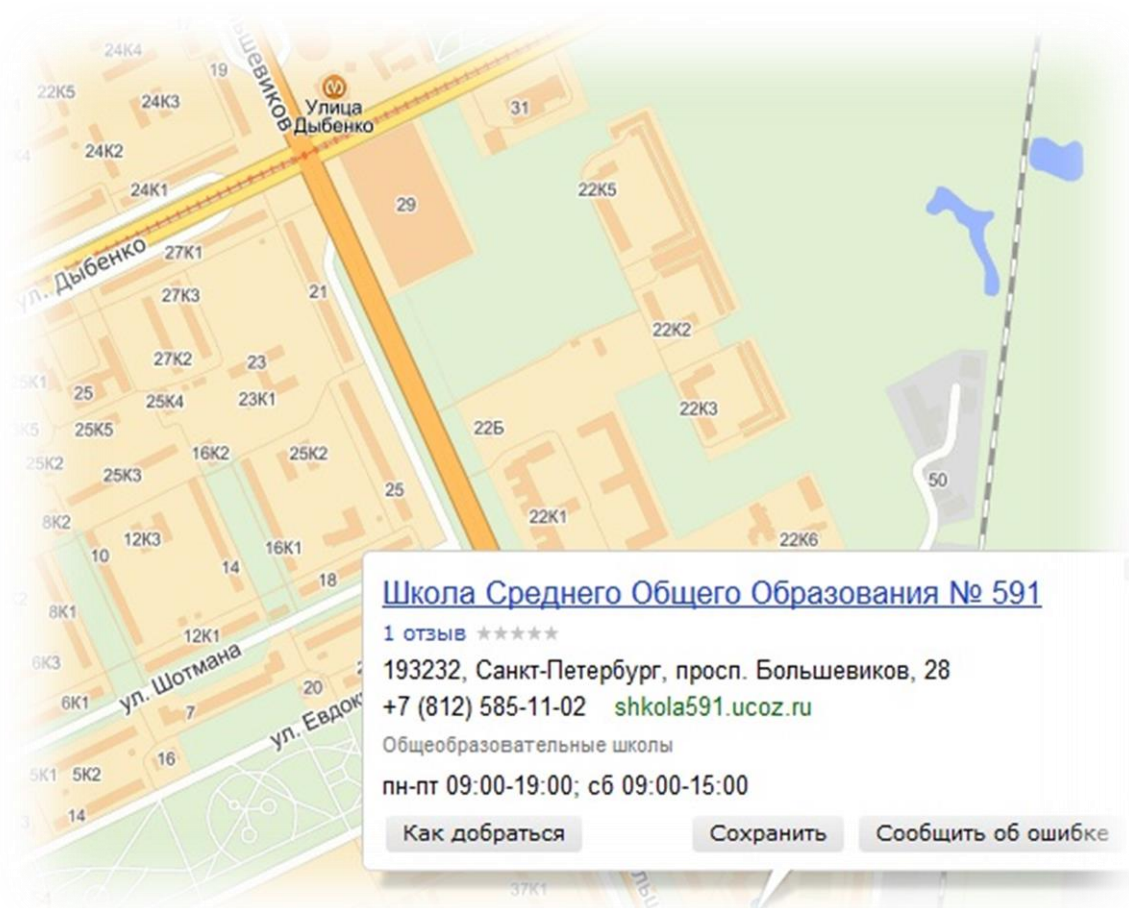 24К4
19
22К5
24К3
Улица
Дыбенко
31
24К2
24К1
22К5
29
ул. Дыбенко
27К1
27К3
21
22К2
27К2
23
25
25К4
23К1
22К3
25К5
22Б
16К2
25К2
25К2
25К3
25
50
8К2
22К1
12К3
22К6
10
16К1
14
18
8К1
12К1
6К3
ул. Шотмана
20
6К1
7
ул. Евдок
16
5К1
5К2
14
Школа Среднего Общего Образования № 591
1 отзыв
193232, Санкт-Петербург, просп. Большевиков, 28
+7 (812) 585-11-02 shkola591.ucoz.ru
Общеобразовательные школы
пн-пт 09:00-19:00; сб 09:00-15:00
Как добраться Сохранить Сообщить об ошибке
37К1